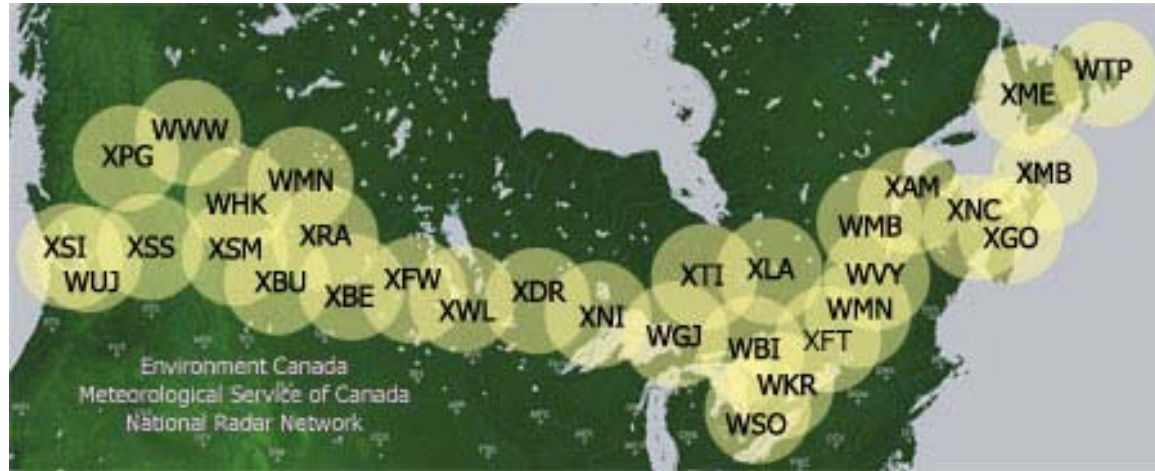 WTP
XME
WWW
XPG
WMN
XMB
XAM
WHK
XNC
WMB
XRA
XGO
XSI
XSS
XSM
XLA
WUJ
XTI
WVY
XBU
XFW
XBE
XDR
WMN
XWL
XNI
WGJ
XFT
WBI
Environment Canada
WKR
Meteorological Service of Canada
National Radar Network
WSO